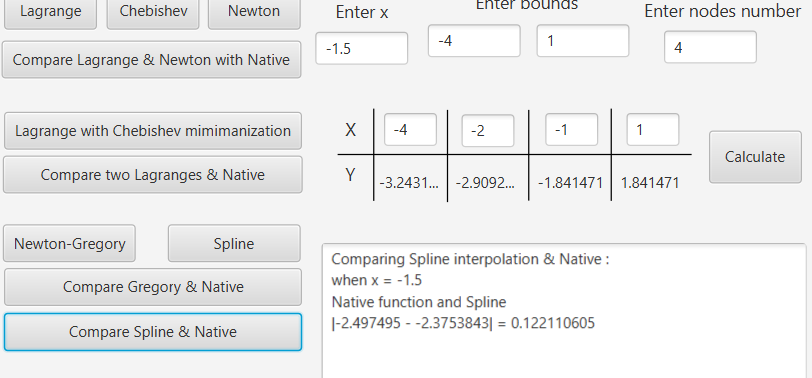 Lagrange Chebishev Newton Enter x Enter bounds Enter nodes number
-1.5 -4 1 4
Compare Lagrange & Newton with Native
Lagrange with Chebishev mimimanization X -4 -2 -1 1
Calculate
Compare two Lagranges & Native Y -3.2431... -2.9092... -1.841471 1.841471
Newton-Gregory Spline
Compare Gregory & Native
Compare Spline & Native
Comparing Spline interpolation & Native :
when x = -1.5
Native function and Spline
|-2.497495 - -2.3753843| = 0.122110605